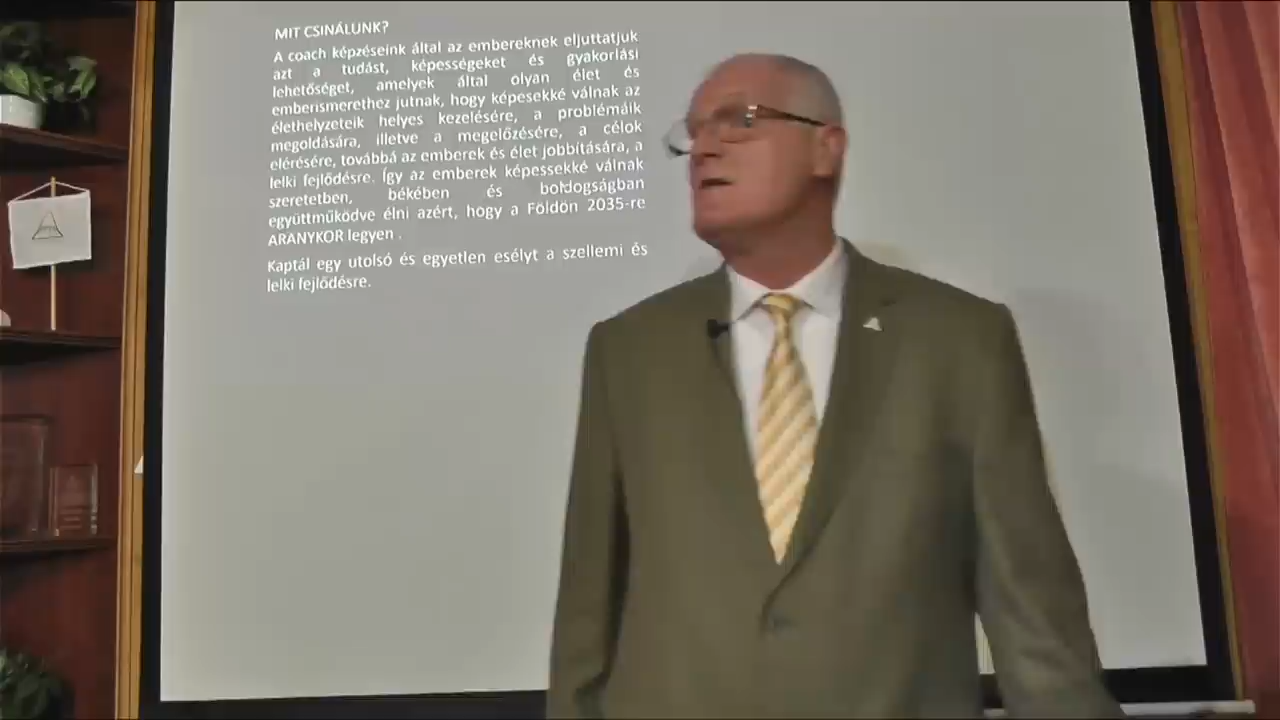 MIT CSINÁLUNK?
A coach képzéseink által az embereknek eljuttatjuk
azt a tudást, képességeket és gyakorlási
lehetőséget, amelyek által olyan élet és
emberismerethez jutnak, hogy képesekké válnak az
élethelyzeteik helyes kezelésére, a problémáik
megoldására, illetve a megelőzésére, a célok
elérésére, továbbá az emberek és élet jobbítására, a
lelki fejlődésre. Így az emberek képessekké válnak
szeretetben, békében és boldogságban
együttműködve élni azért, hogy a Földön 2035-re
ARANYKOR legyen .
Kaptál egy utolsó és egyetlen esélyt a szellemi és
lelki fejlődésre.